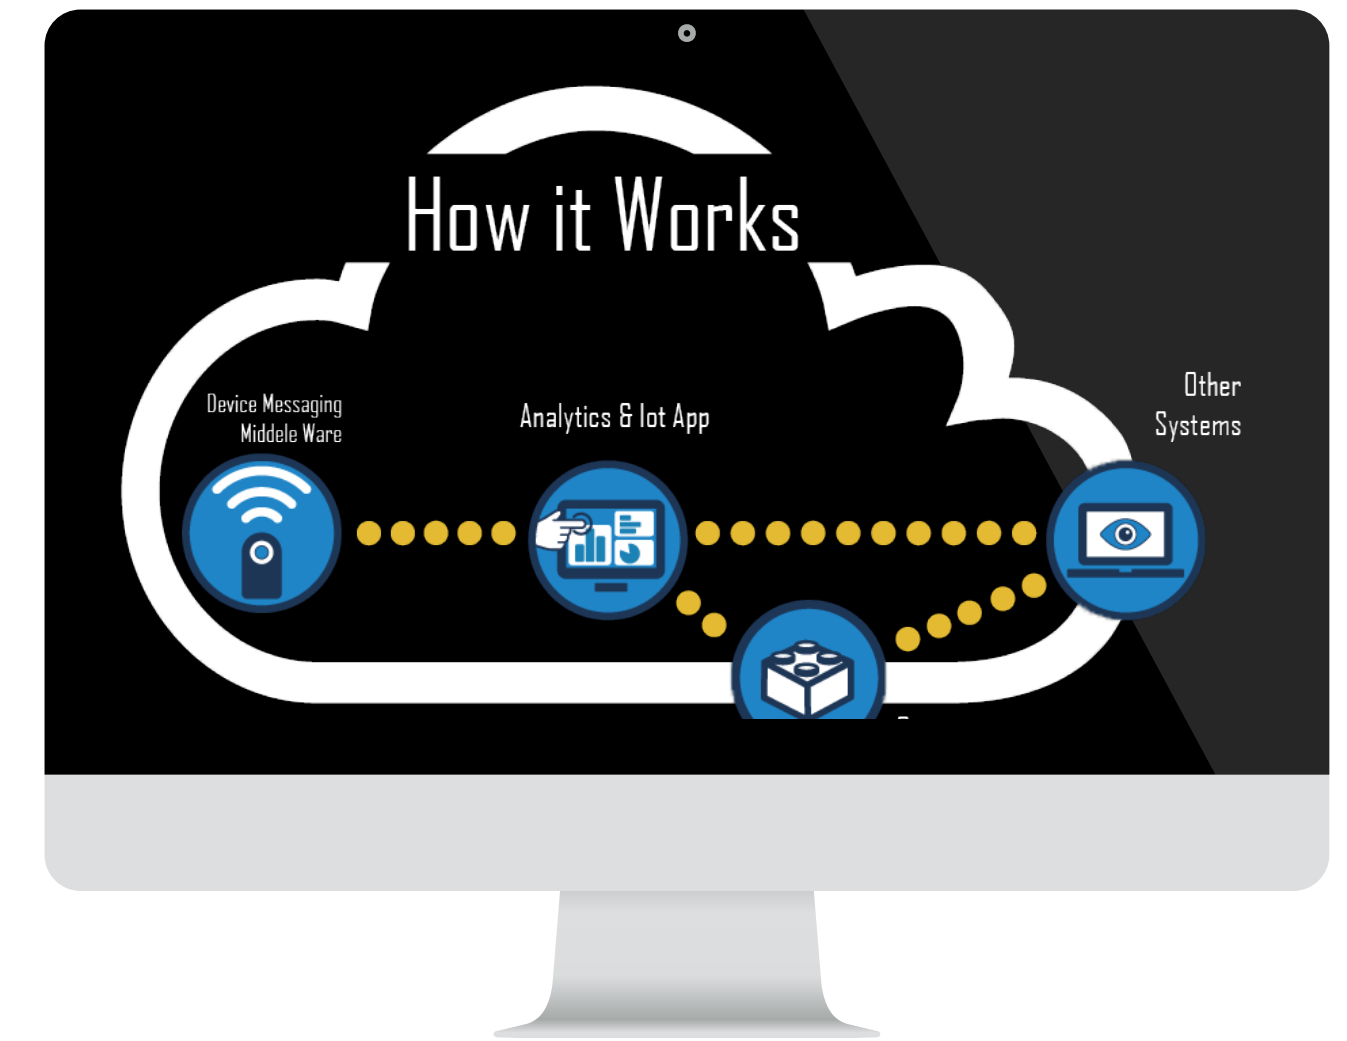 How it Works
Device Messaging
Middele Ware
Analytics & Iot App
Other
Systems